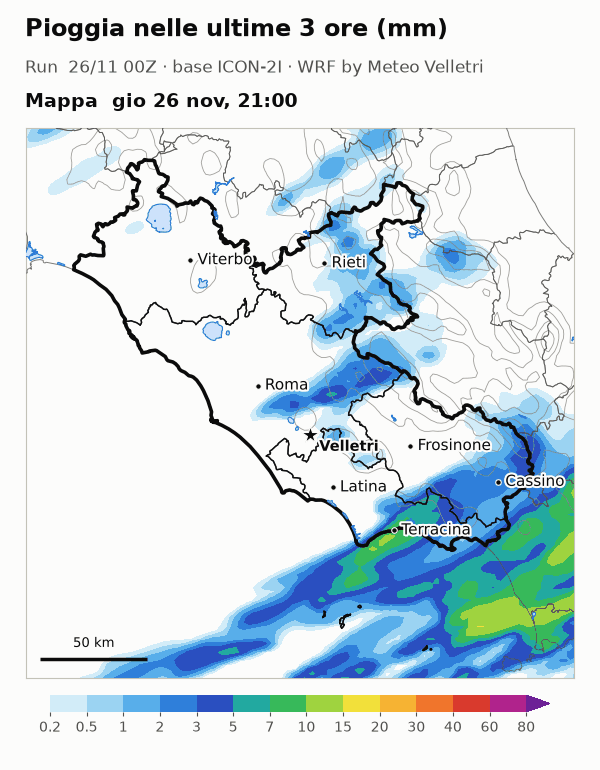 Pioggia nelle ultime 3 ore (mm)
Run  26/11 00Z · base ICON-2I · WRF by Meteo Velletri
Mappa  gio 26 nov, 21:00
Viterbo
Rieti
Roma
Velletri
Frosinone
Cassino
Latina
Terracina
50 km
0.2 0.5 1 2 3 5 7 10 15 20 30 40 60 80